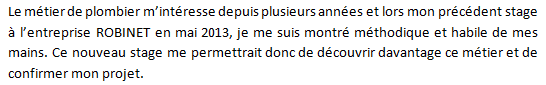 Le métier de plombier m’intéresse depuis plusieurs années et lors mon précédent stage
à l’entreprise ROBINET en mai 2013, je me suis montré méthodique et habile de mes
mains. Ce nouveau stage me permettrait donc de découvrir davantage ce métier et de
confirmer mon projet.